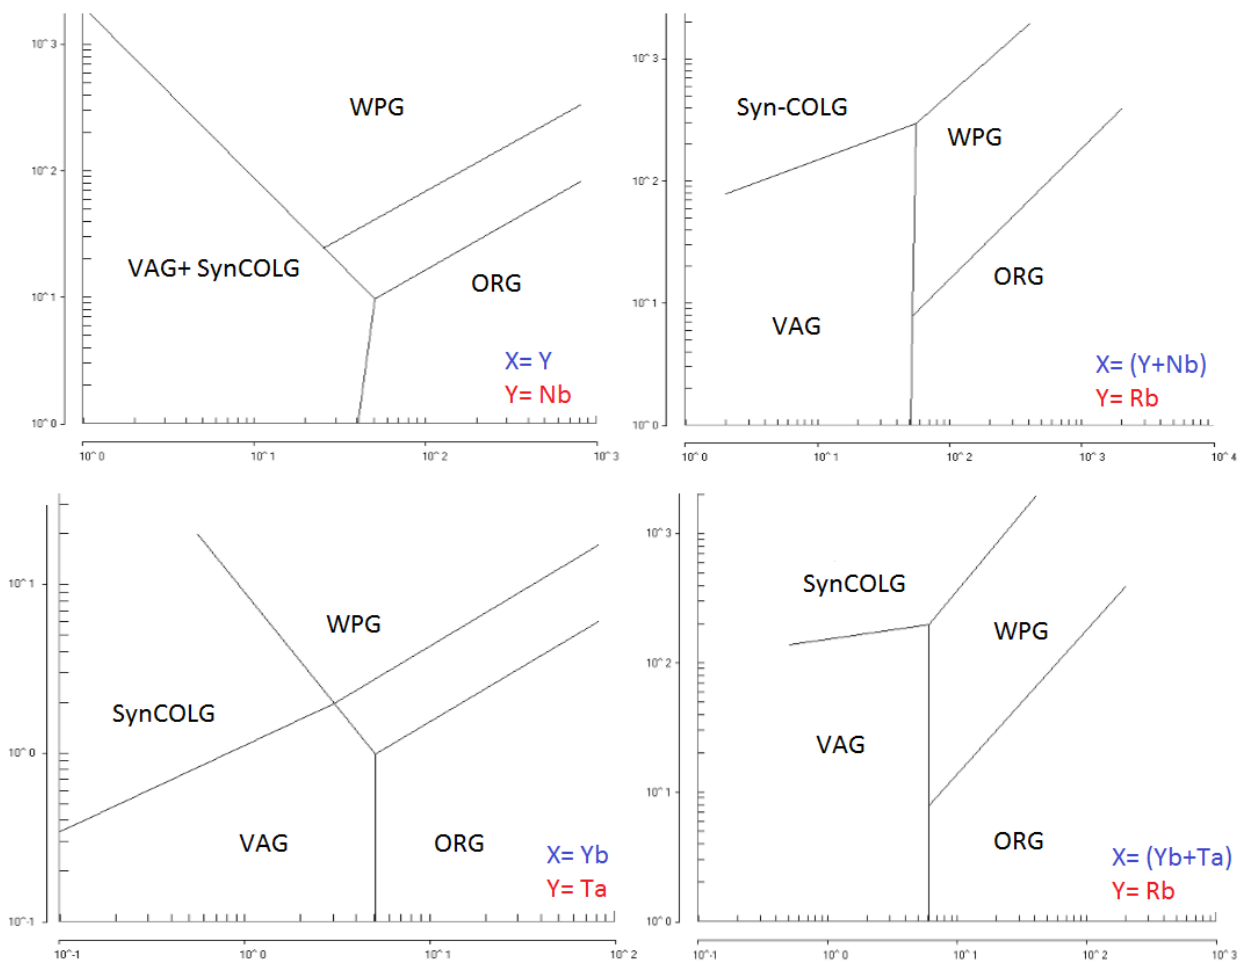 10^3
WPG
10^2
VAG+ SynCOLG
ORG
10^1
X= Y
Y= Nb
10^0
10^0
10^1
10^2
10^3
10^3
Syn-COLG
WPG
10^2
ORG
10^1
VAG
X= (Y+Nb)
Y= Rb
10^0
10^0
10^1
10^2
10^3
10^4
10^1
WPG
SynCOLG
10^0
VAG
ORG
X= Yb
Y= Ta
10^-1
10^-1
10^0
10^1
10^2
10^3
SynCOLG
WPG
10^2
VAG
10^1
ORG
X= (Yb+Ta)
Y= Rb
10^0
10^-1
10^0
10^1
10^2
10^3